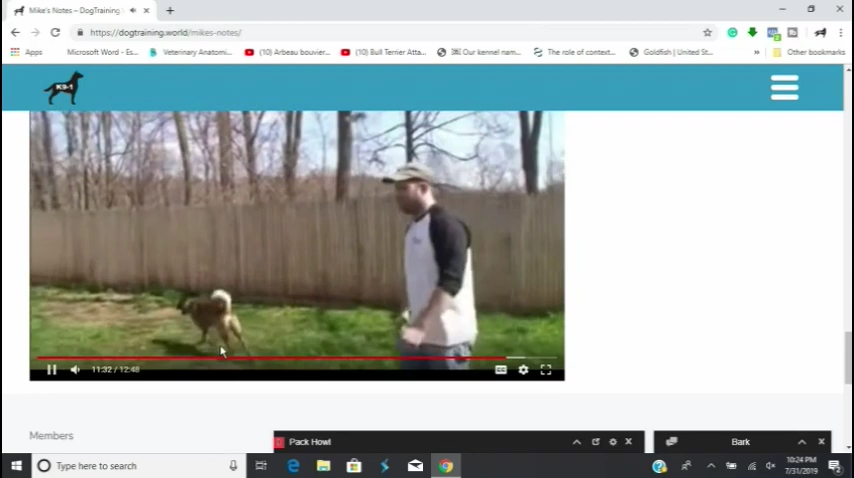 Mike's Notes – DogTraining
https://dogtraining.world/mikes-notes/
Apps Microsoft Word - Es... Veterinary Anatomi... (10) Arbeau bouvier... (10) Bull Terrier Atta... Our kennel nam... The role of context... Goldfish | United St... » Other bookmarks
K9-1
11:32 / 12:48
CC
Members
Pack Howl
Bark
Type here to search
10:24 PM
7/31/2019
2